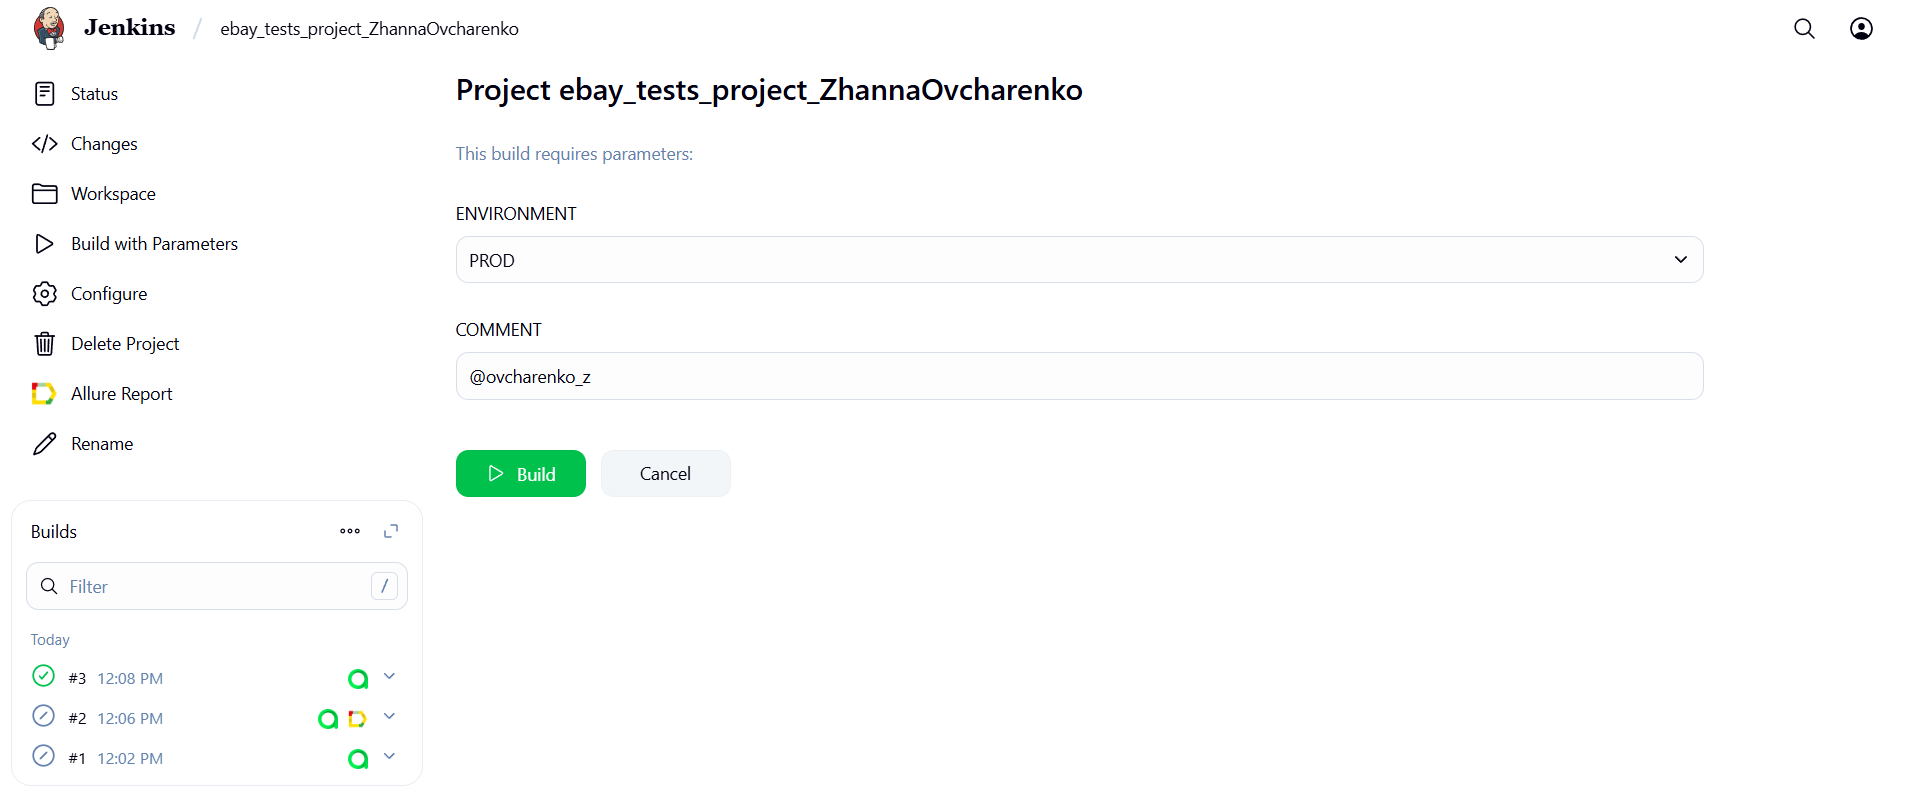 Jenkins / ebay_tests_project_ZhannaOvcharenko
Status
Changes
Workspace
Build with Parameters
Configure
Delete Project
Allure Report
Rename
Builds
Filter /
Today
#3 12:08 PM
#2 12:06 PM
#1 12:02 PM
Project ebay_tests_project_ZhannaOvcharenko
This build requires parameters:
ENVIRONMENT
PROD
COMMENT
@ovcharenko_z
Build Cancel